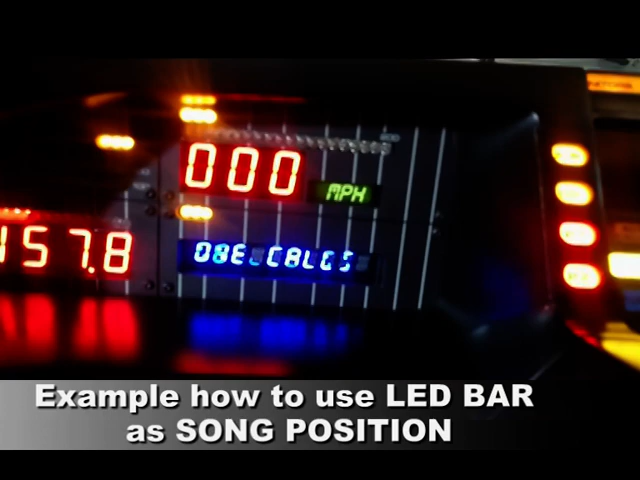 000
MPH
157.8
Example how to use LED BAR
as SONG POSITION